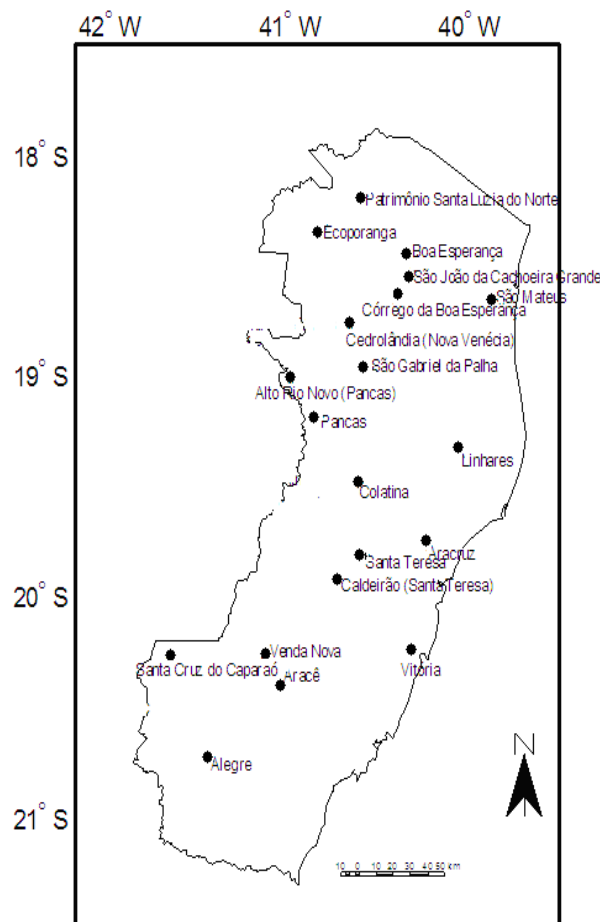 42° W 41° W 40° W
18° S
Patrimônio Santa Luzia do Norte
Ecoporanga
Boa Esperança
São João da Cachoeira Grande
São Mateus
Córrego da Boa Esperança
Cedrolândia (Nova Venécia)
São Gabriel da Palha
19° S
Alto Rio Novo (Pancas)
Pancas
Linhares
Colatina
Aracruz
Santa Teresa
Caldeirão (Santa Teresa)
20° S
Venda Nova
Vitória
Santa Cruz do Caparaó
Aracê
N
Alegre
21° S
10 0 10 20 30 40 50 km